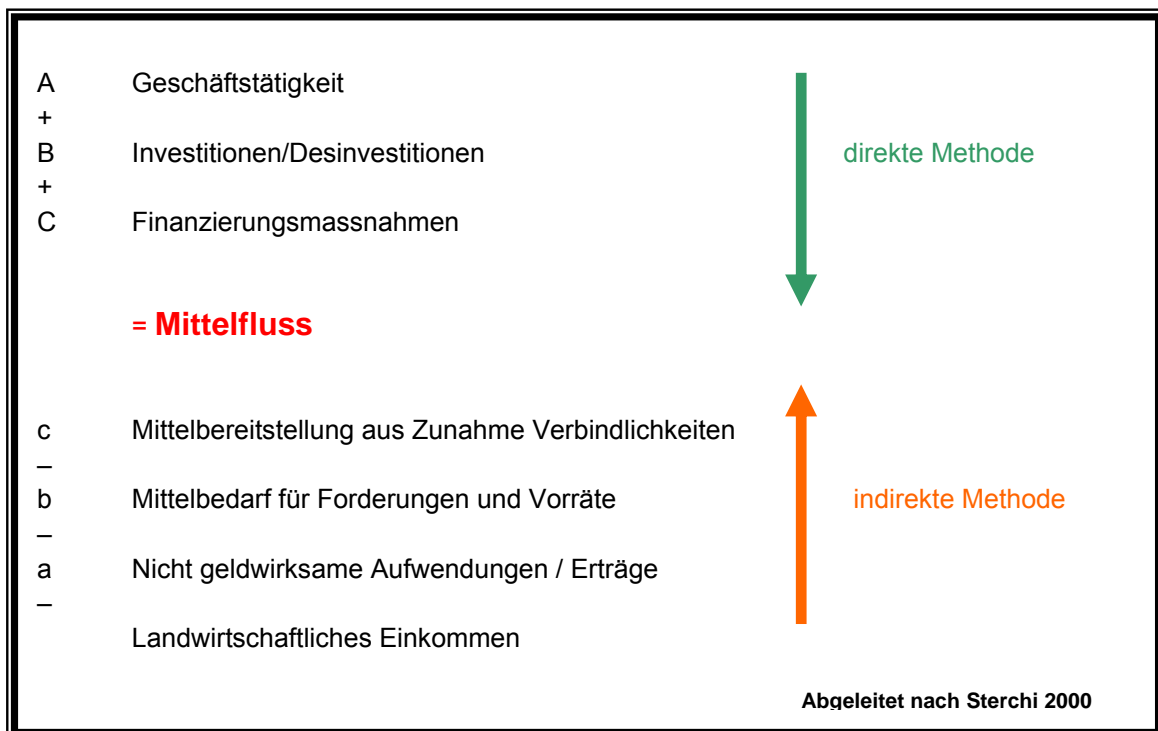 A Geschäftstätigkeit
+
B Investitionen/Desinvestitionen direkte Methode
+
C Finanzierungsmassnahmen
= Mittelfluss
c Mittelbereitstellung aus Zunahme Verbindlichkeiten
–
b Mittelbedarf für Forderungen und Vorräte indirekte Methode
–
a Nicht geldwirksame Aufwendungen / Erträge
–
Landwirtschaftliches Einkommen
Abgeleitet nach Sterchi 2000